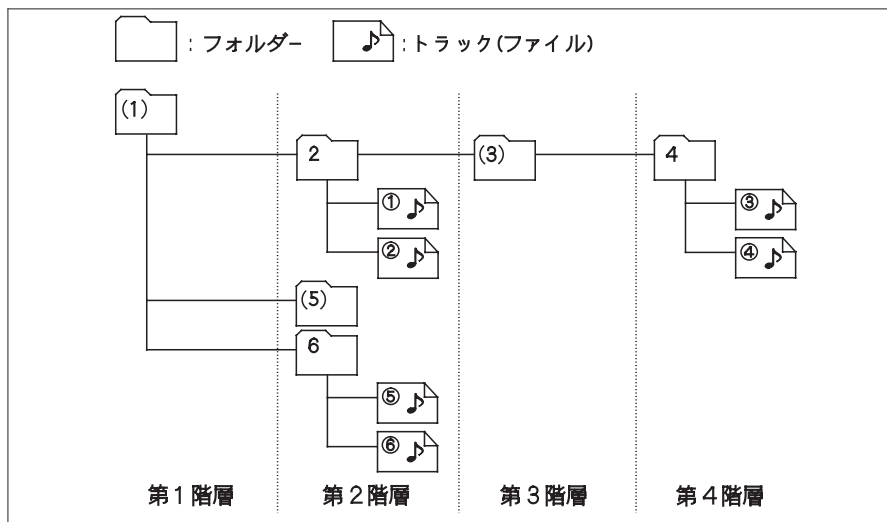 ：フォルダー ：トラック(ファイル)
(1)
2 (3) 4
① ③
② ④
(5)
6
⑤
⑥
第1階層 第2階層 第3階層 第4階層